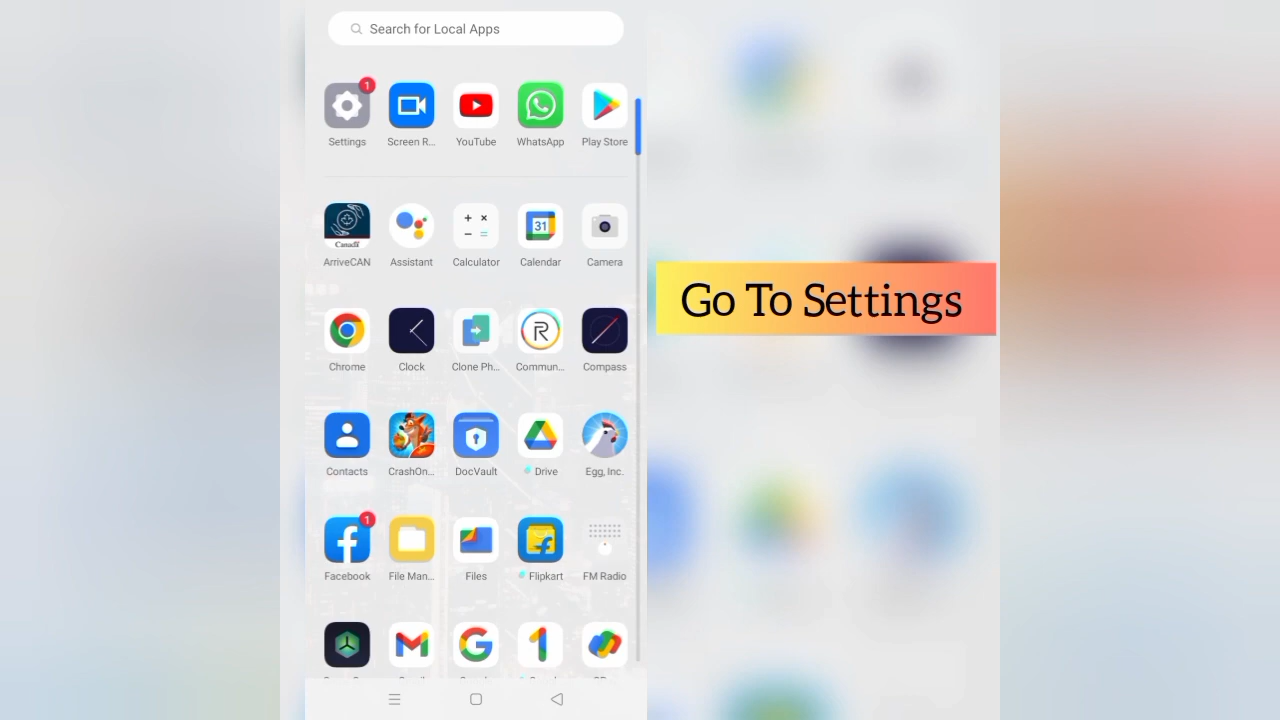 Search for Local Apps
1
Settings
Screen R...
YouTube
WhatsApp
Play Store
+ ×
− =
31
Canada
ArriveCAN
Assistant
Calculator
Calendar
Camera
Go To Settings
R
Chrome
Clock
Clone Ph...
Commun...
Compass
Contacts
CrashOn...
DocVault
Drive
Egg, Inc.
1
Facebook
File Man...
Files
Flipkart
FM Radio